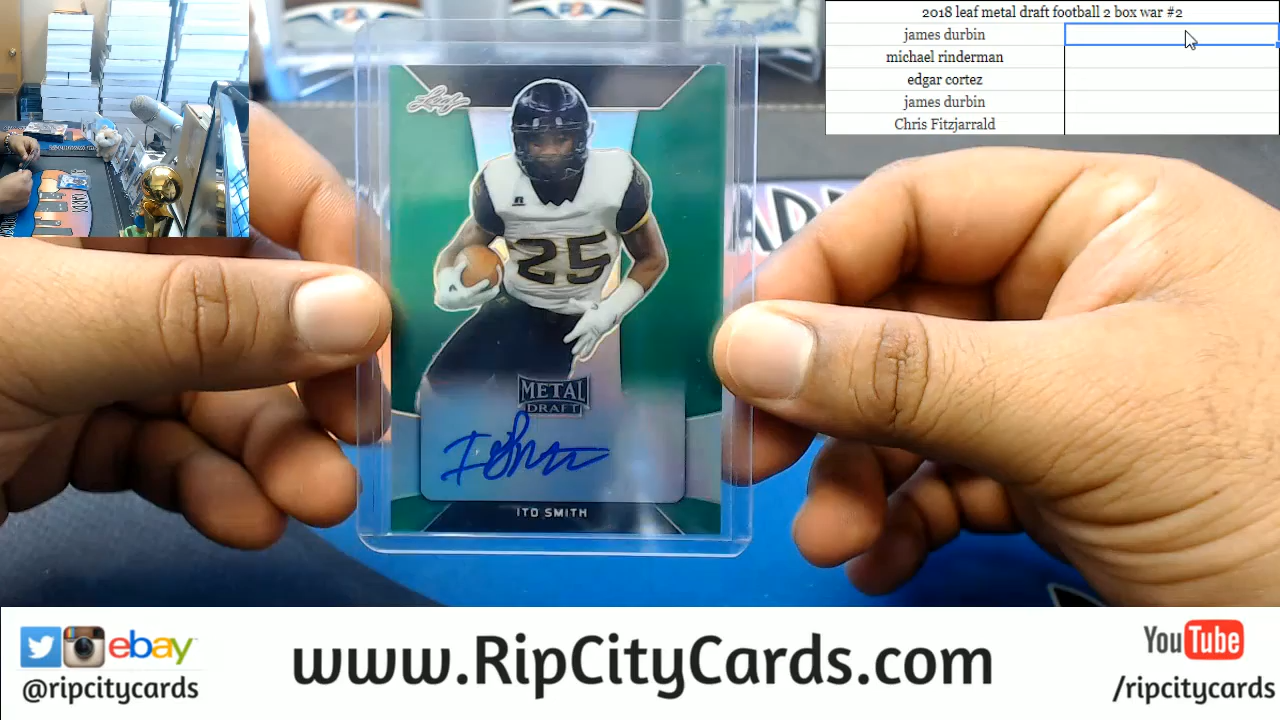 2018 leaf metal draft football 2 box war #2
james durbin
michael rinderman
edgar cortez
james durbin
Chris Fitzjarrald
Leaf
R
25
METAL
DRAFT
ITO SMITH
ebay
@ripcitycards
www.RipCityCards.com
YouTube
/ripcitycards